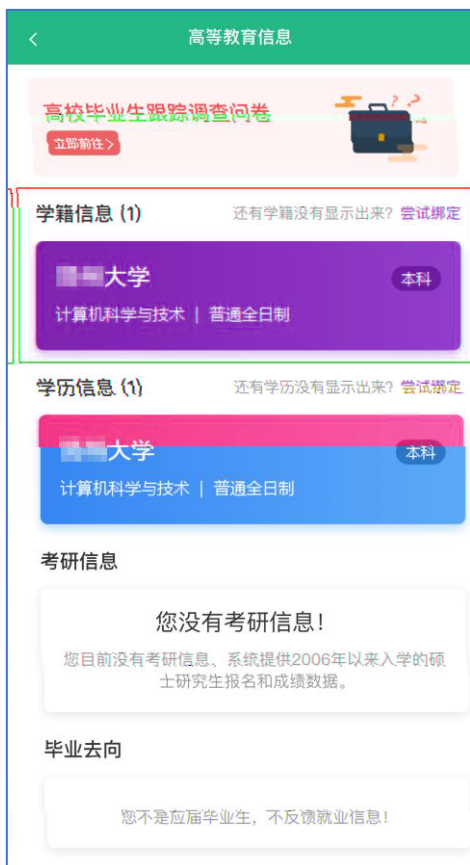 高等教育信息
高校毕业生跟踪调查问卷
立即前往>
学籍信息 (1) 还有学籍没有显示出来? 尝试绑定
大学 本科
计算机科学与技术 | 普通全日制
学历信息 (1) 还有学历没有显示出来? 尝试绑定
大学 本科
计算机科学与技术 | 普通全日制
考研信息
您没有考研信息!
您目前没有考研信息、系统提供2006年以来入学的硕
士研究生报名和成绩数据。
毕业去向
您不是应届毕业生, 不反馈就业信息!